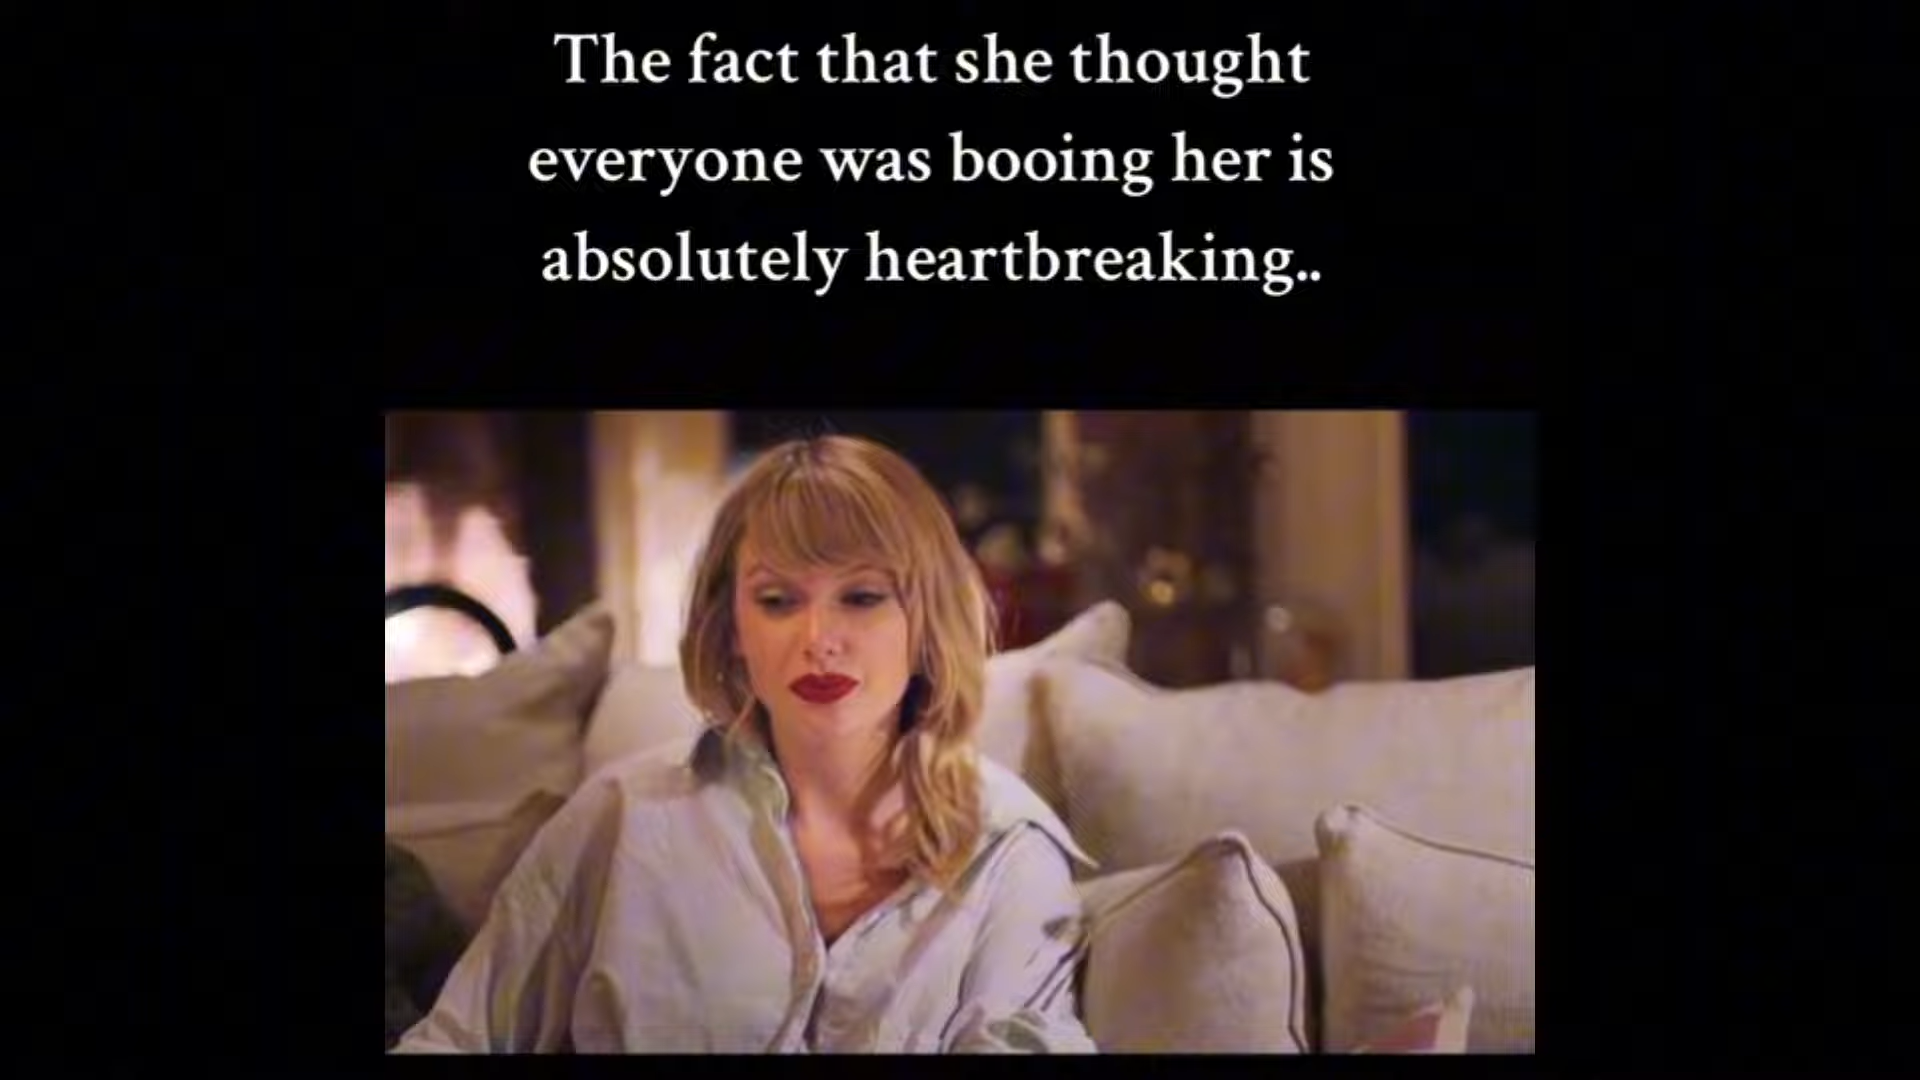 The fact that she thought
everyone was booing her is
absolutely heartbreaking..